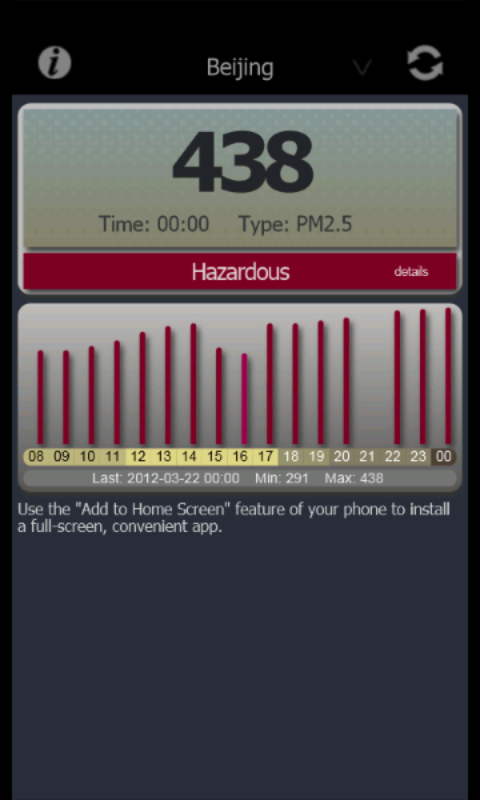 Beijing
438
Time: 00:00 Type: PM2.5
Hazardous details
08 09 10 11 12 13 14 15 16 17 18 19 20 21 22 23 00
Last: 2012-03-22 00:00 Min: 291 Max: 438
Use the "Add to Home Screen" feature of your phone to install
a full-screen, convenient app.